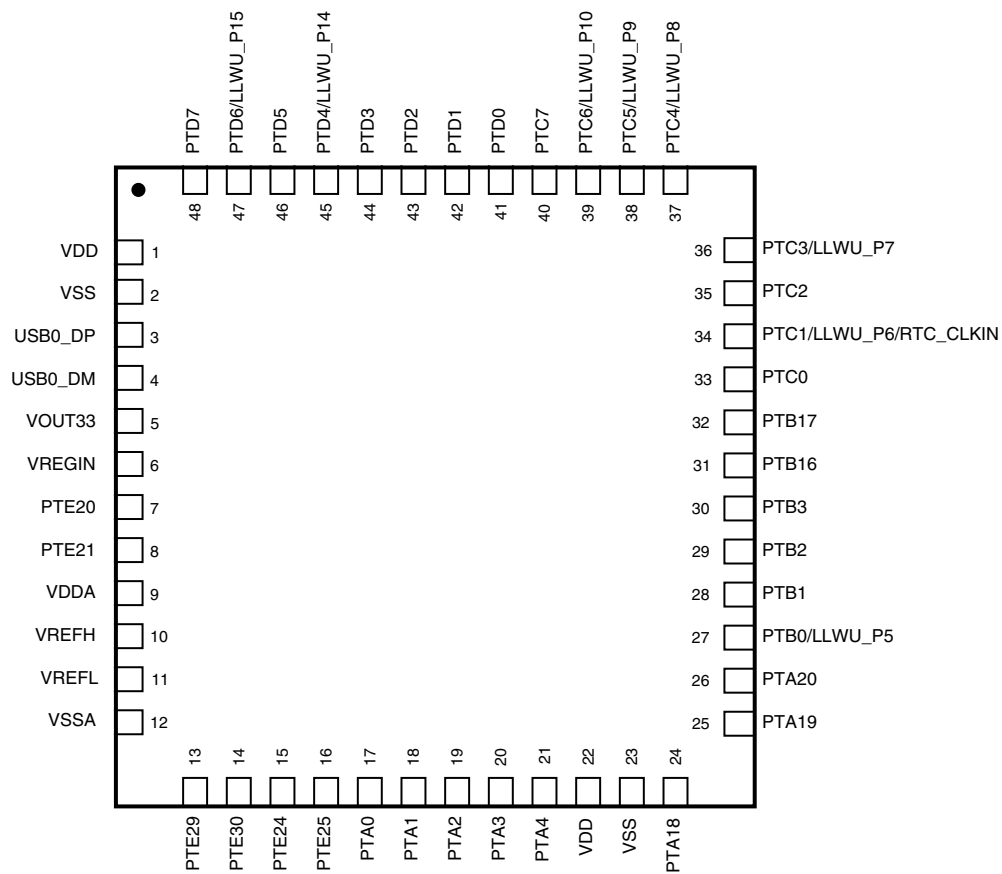 PTD7
PTD6/LLWU_P15
PTD5
PTD4/LLWU_P14
PTD3
PTD2
PTD1
PTD0
PTC7
PTC6/LLWU_P10
PTC5/LLWU_P9
PTC4/LLWU_P8
48
47
46
45
44
43
42
41
40
39
38
37
VDD 1
VSS 2
USB0_DP 3
USB0_DM 4
VOUT33 5
VREGIN 6
PTE20 7
PTE21 8
VDDA 9
VREFH 10
VREFL 11
VSSA 12
36 PTC3/LLWU_P7
35 PTC2
34 PTC1/LLWU_P6/RTC_CLKIN
33 PTC0
32 PTB17
31 PTB16
30 PTB3
29 PTB2
28 PTB1
27 PTB0/LLWU_P5
26 PTA20
25 PTA19
13
14
15
16
17
18
19
20
21
22
23
24
PTE29
PTE30
PTE24
PTE25
PTA0
PTA1
PTA2
PTA3
PTA4
VDD
VSS
PTA18